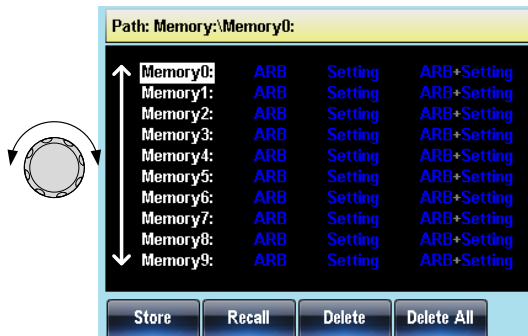 Path: Memory:\Memory0:
Memory0: ARB Setting ARB+Setting
Memory1: ARB Setting ARB+Setting
Memory2: ARB Setting ARB+Setting
Memory3: ARB Setting ARB+Setting
Memory4: ARB Setting ARB+Setting
Memory5: ARB Setting ARB+Setting
Memory6: ARB Setting ARB+Setting
Memory7: ARB Setting ARB+Setting
Memory8: ARB Setting ARB+Setting
Memory9: ARB Setting ARB+Setting
Store Recall Delete Delete All